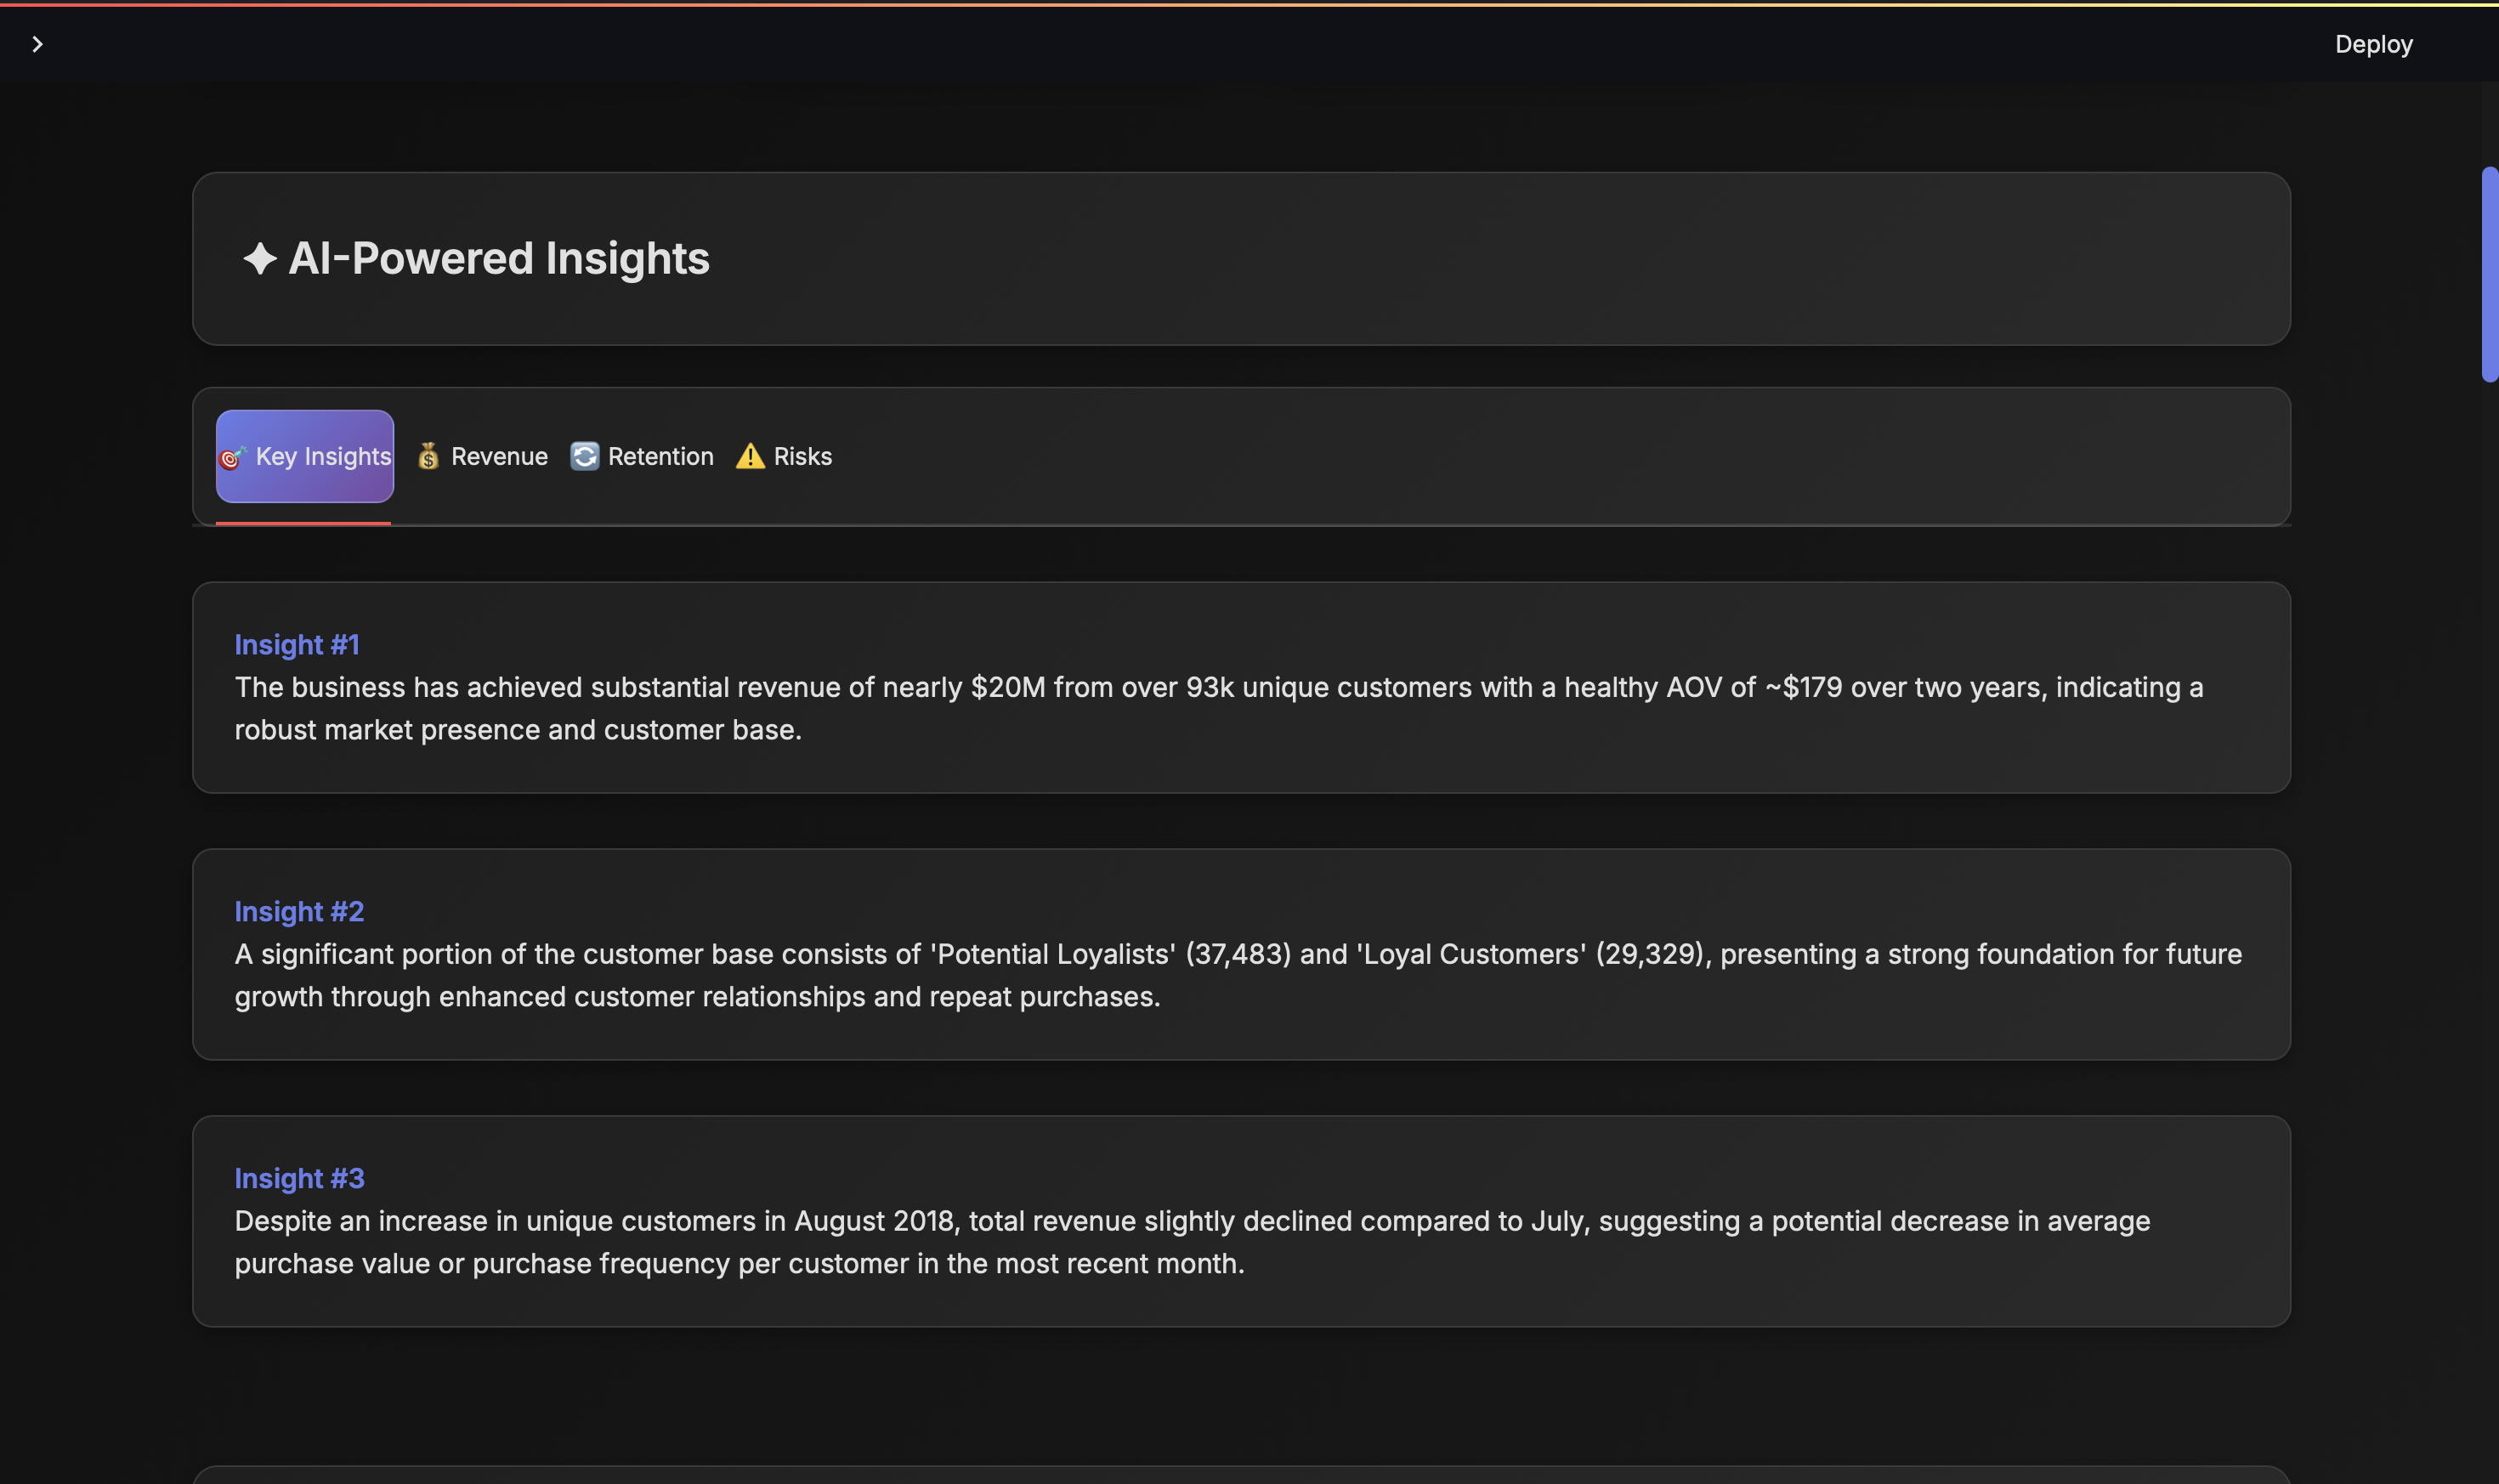 Deploy
✦ AI-Powered Insights
🎯 Key Insights 💰 Revenue 🔄 Retention ⚠️ Risks
Insight #1
The business has achieved substantial revenue of nearly $20M from over 93k unique customers with a healthy AOV of ~$179 over two years, indicating a
robust market presence and customer base.
Insight #2
A significant portion of the customer base consists of 'Potential Loyalists' (37,483) and 'Loyal Customers' (29,329), presenting a strong foundation for future
growth through enhanced customer relationships and repeat purchases.
Insight #3
Despite an increase in unique customers in August 2018, total revenue slightly declined compared to July, suggesting a potential decrease in average
purchase value or purchase frequency per customer in the most recent month.